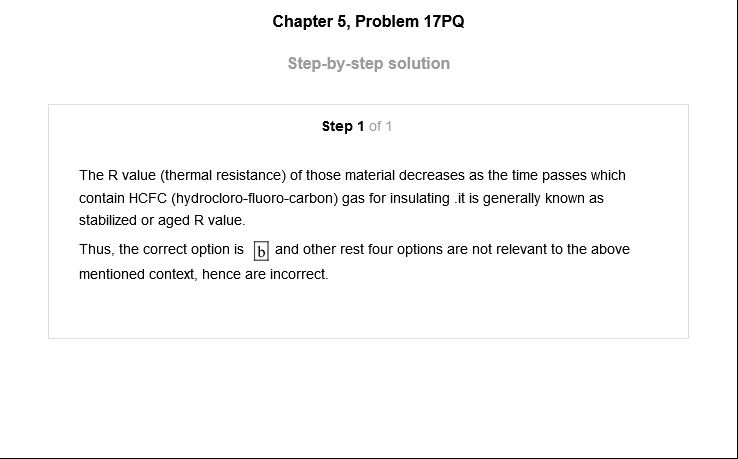 Chapter 5, Problem 17PQ
Step-by-step solution
Step 1 of 1
The R value (thermal resistance) of those material decreases as the time passes which
contain HCFC (hydrocloro-fluoro-carbon) gas for insulating .it is generally known as
stabilized or aged R value.
Thus, the correct option is b and other rest four options are not relevant to the above
mentioned context, hence are incorrect.